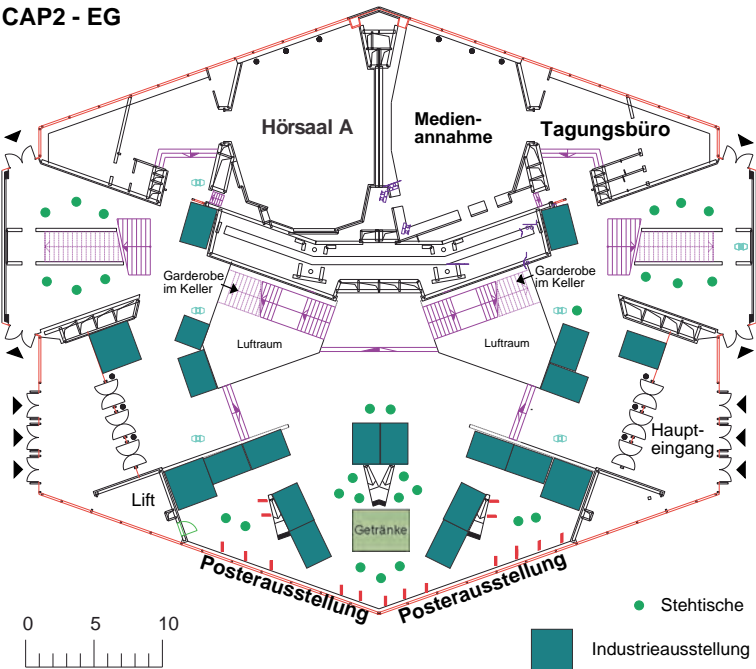 CAP2 - EG
Hörsaal A
Medien-
annahme
Tagungsbüro
Garderobe
im Keller
Garderobe
im Keller
Luftraum
Luftraum
Haupt-
eingang
Lift
Getränke
Posterausstellung
Posterausstellung
Stehtische
Industrieausstellung
0 5 10